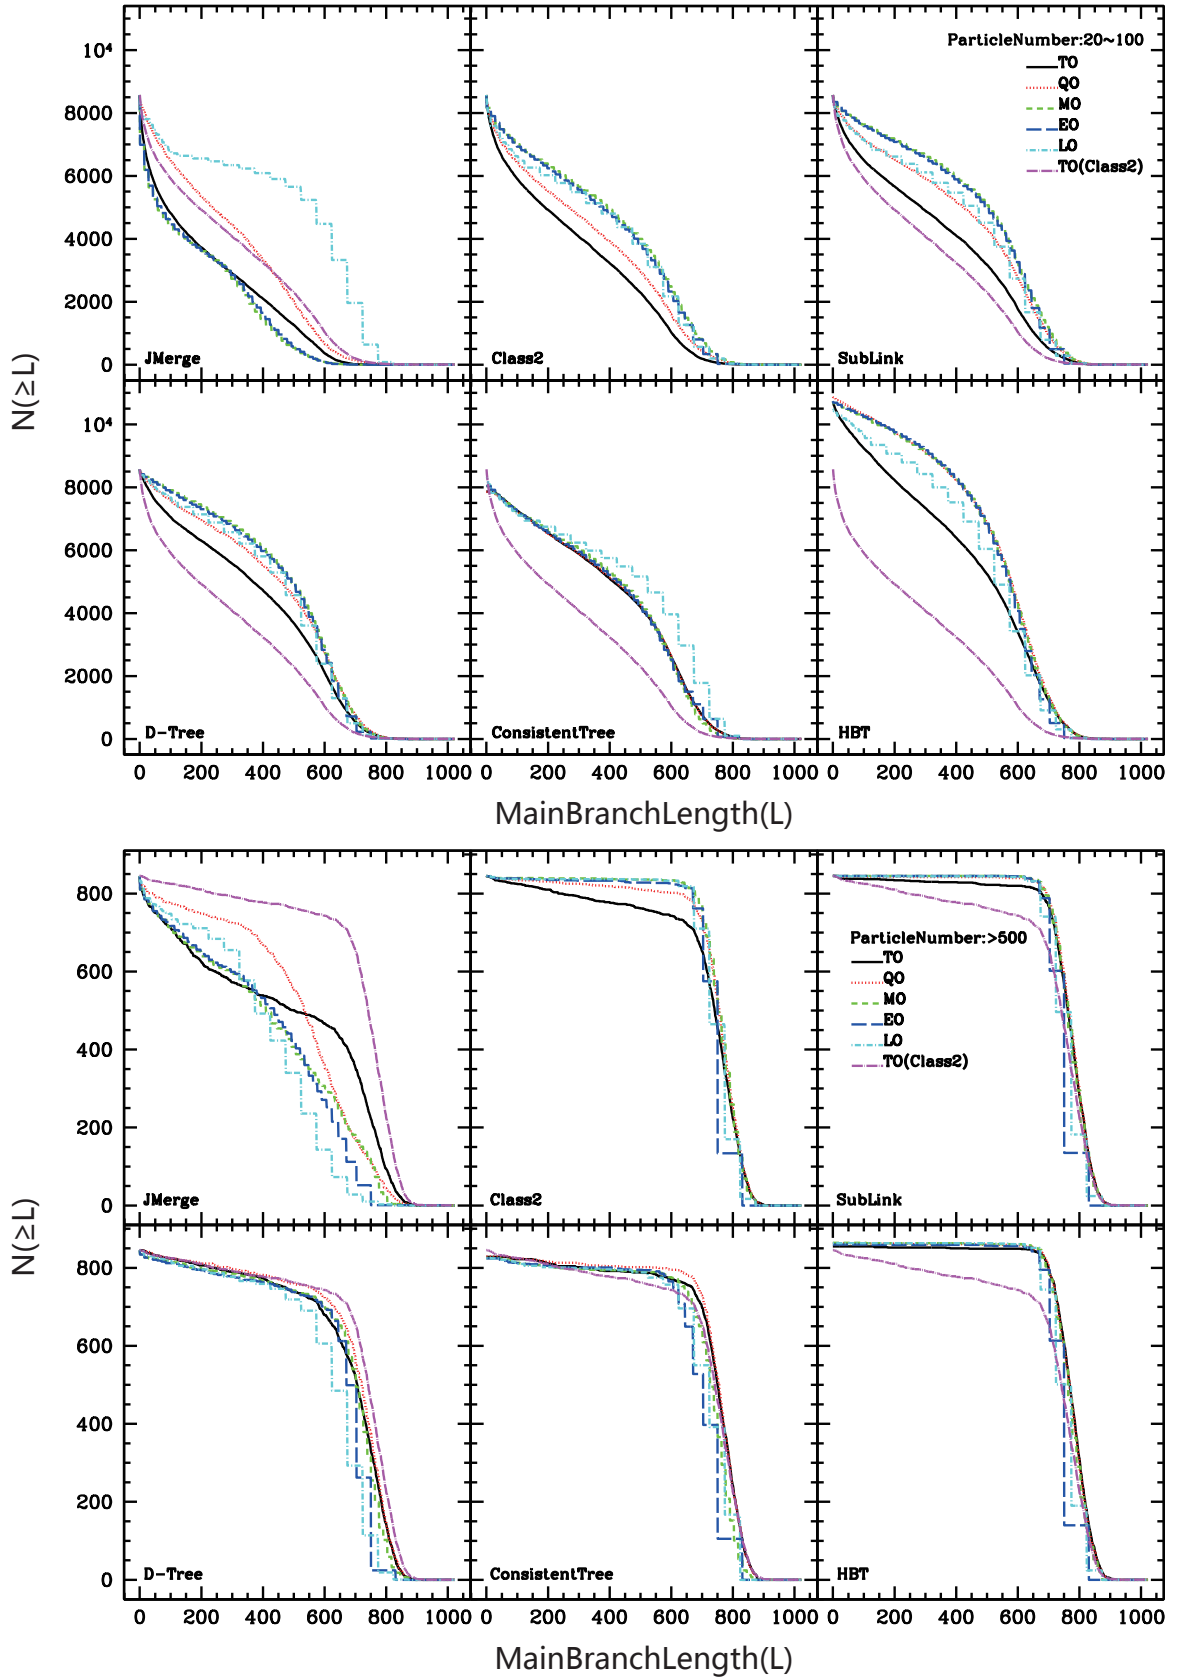 ParticleNumber:20~100
TO
QO
MO
EO
LO
TO(Class2)
10⁴
8000
6000
4000
2000
0
JMerge
Class2
SubLink
N(≥L)
10⁴
8000
6000
4000
2000
0
D-Tree
ConsistentTree
HBT
0 200 400 600 800 1000 0 200 400 600 800 1000 0 200 400 600 800 1000
MainBranchLength(L)
800
600
400
200
0
ParticleNumber:>500
TO
QO
MO
EO
LO
TO(Class2)
JMerge
Class2
SubLink
N(≥L)
800
600
400
200
0
D-Tree
ConsistentTree
HBT
0 200 400 600 800 1000 0 200 400 600 800 1000 0 200 400 600 800 1000
MainBranchLength(L)